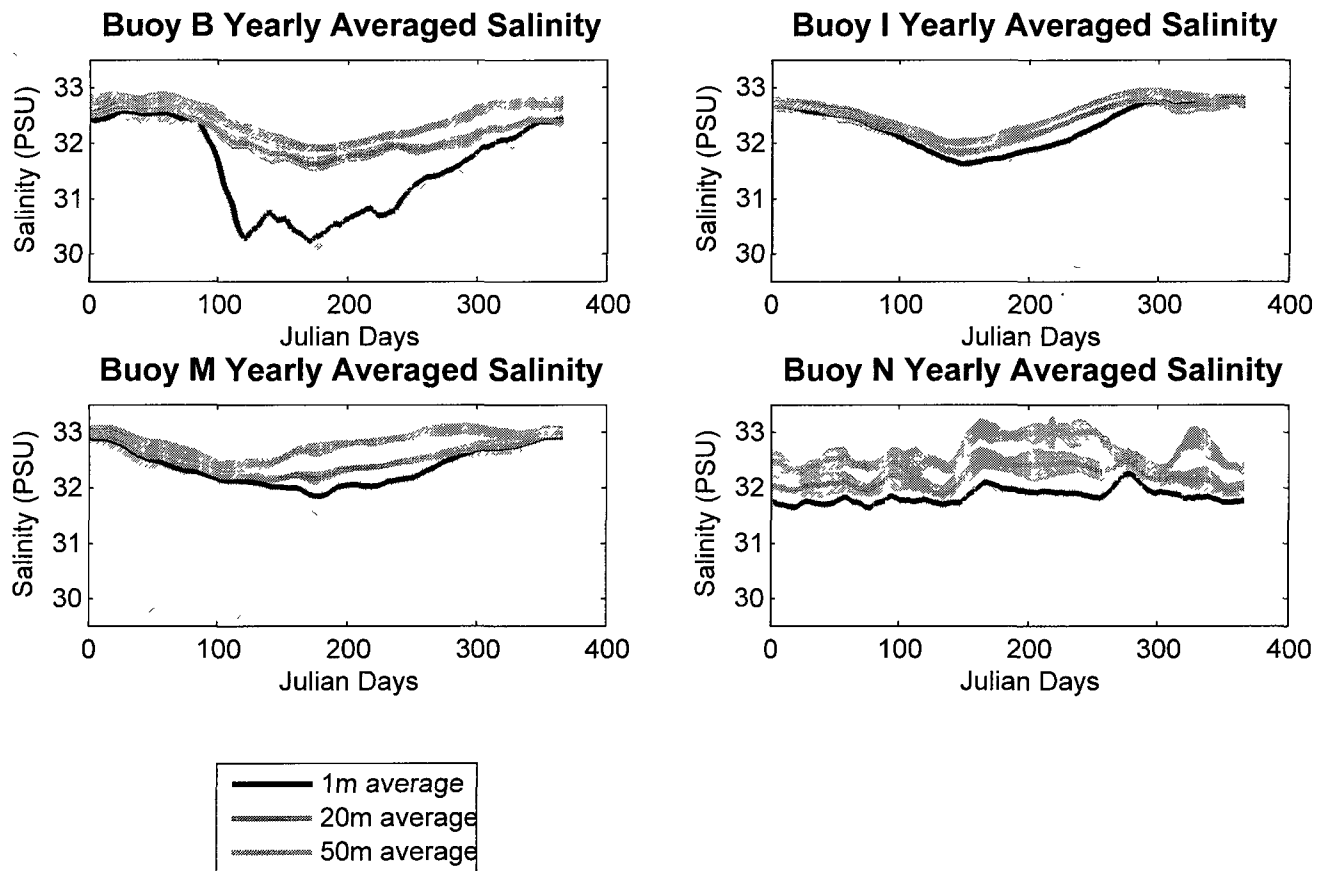 Buoy B Yearly Averaged Salinity
33
32
31
30
Salinity (PSU)
0 100 200 300 400
Julian Days
Buoy I Yearly Averaged Salinity
33
32
31
30
Salinity (PSU)
0 100 200 300 400
Julian Days
Buoy M Yearly Averaged Salinity
33
32
31
30
Salinity (PSU)
0 100 200 300 400
Julian Days
Buoy N Yearly Averaged Salinity
33
32
31
30
Salinity (PSU)
0 100 200 300 400
Julian Days
1m average
20m average
50m average